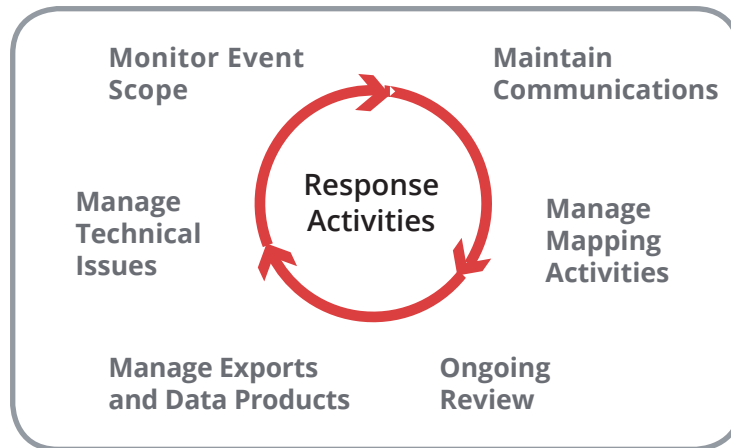 Monitor Event
Scope
Maintain
Communications
Response
Activities
Manage
Technical
Issues
Manage
Mapping
Activities
Manage Exports
and Data Products
Ongoing
Review